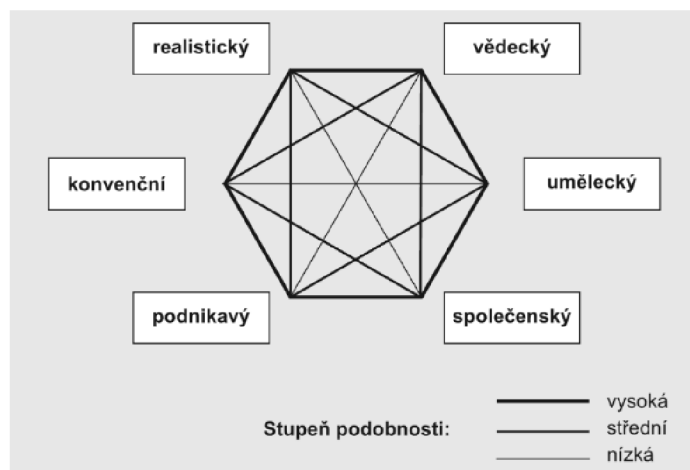 realistický
vědecký
konvenční
umělecký
podnikavý
společenský
Stupeň podobnosti:
vysoká
střední
nízká